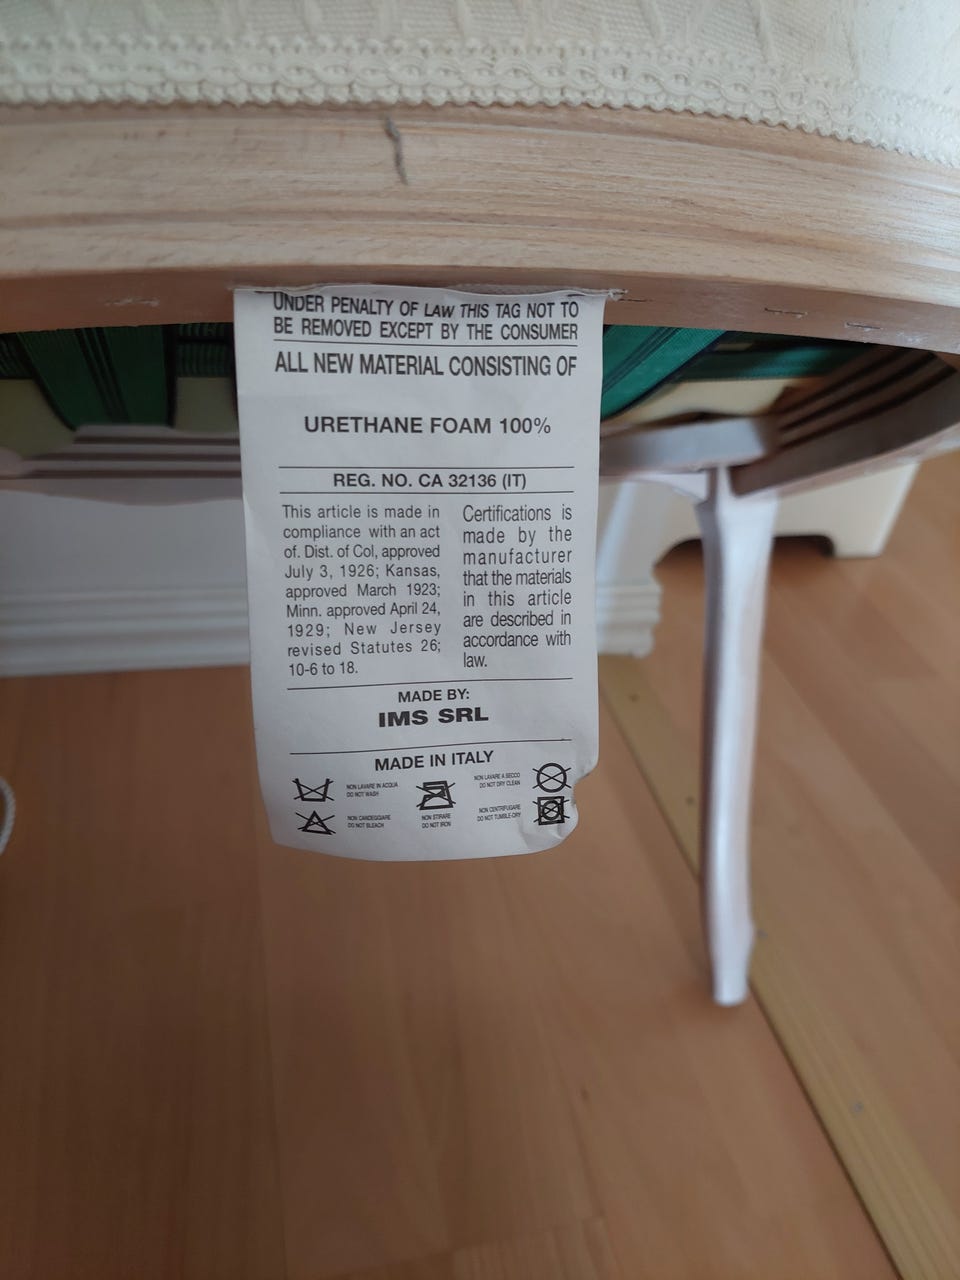 UNDER PENALTY OF LAW THIS TAG NOT TO
BE REMOVED EXCEPT BY THE CONSUMER
ALL NEW MATERIAL CONSISTING OF
URETHANE FOAM 100%
REG. NO. CA 32136 (IT)
This article is made in
compliance with an act
of. Dist. of Col, approved
July 3, 1926; Kansas,
approved March 1923;
Minn. approved April 24,
1929; New Jersey
revised Statutes 26;
10-6 to 18.
Certifications is
made by the
manufacturer
that the materials
in this article
are described in
accordance with
law.
MADE BY:
IMS SRL
MADE IN ITALY
NON LAVARE IN ACQUA
DO NOT WASH
NON CANDEGGIARE
DO NOT BLEACH
NON STIRARE
DO NOT IRON
NON LAVARE A SECCO
DO NOT DRY CLEAN
NON CENTRIFUGARE
DO NOT TUMBLE-DRY